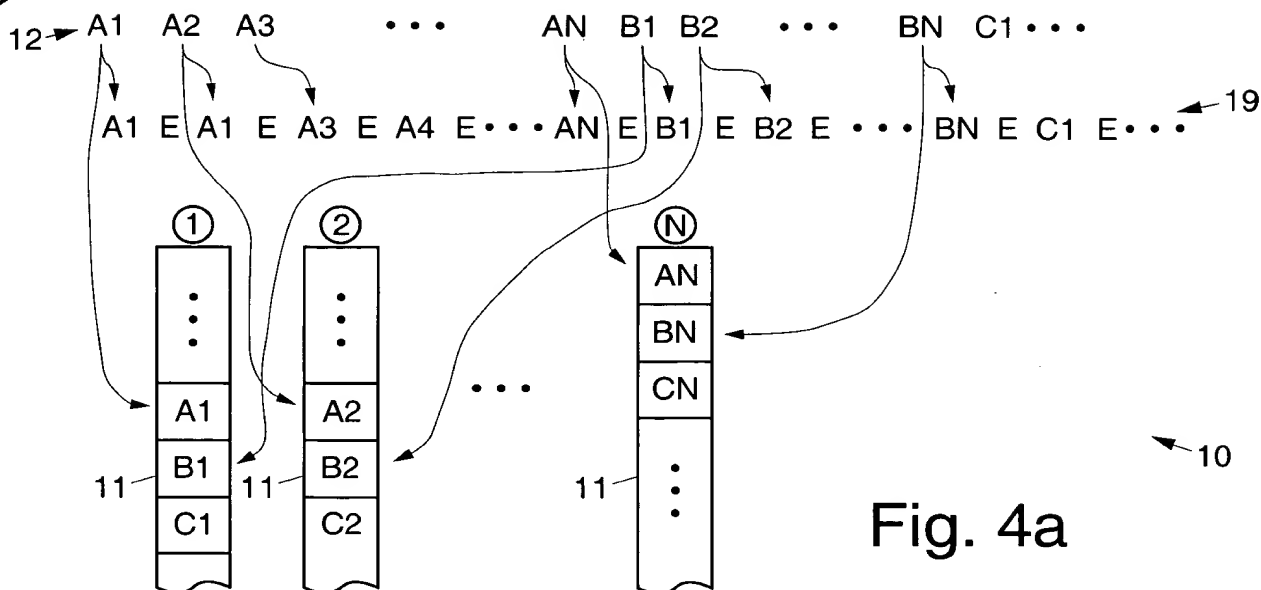 12 A1 A2 A3 • • • AN B1 B2 • • • BN C1 • • •
A1 E A1 E A3 E A4 E • • • AN E B1 E B2 E • • • BN E C1 E • • • 19
1 2 N
AN
BN
CN
A1 A2 • • •
11 B1 11 B2 11 10
C1 C2
Fig. 4a